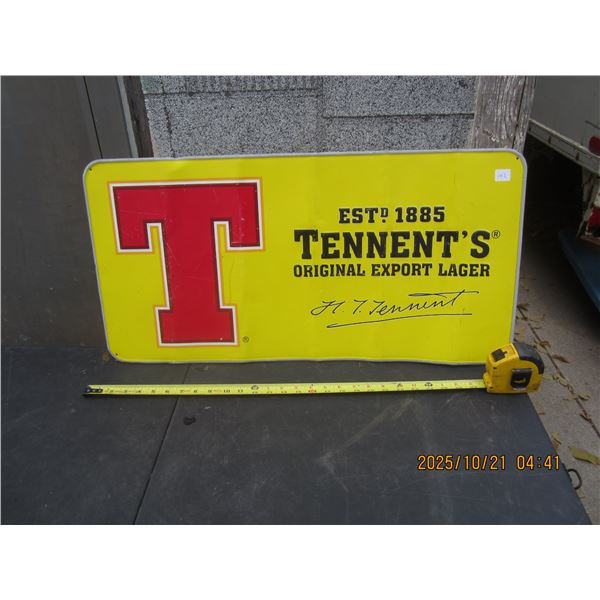 T
®
ESTD 1885
TENNENT'S®
ORIGINAL EXPORT LAGER
H. T. Tennent
2025/10/21 04:41